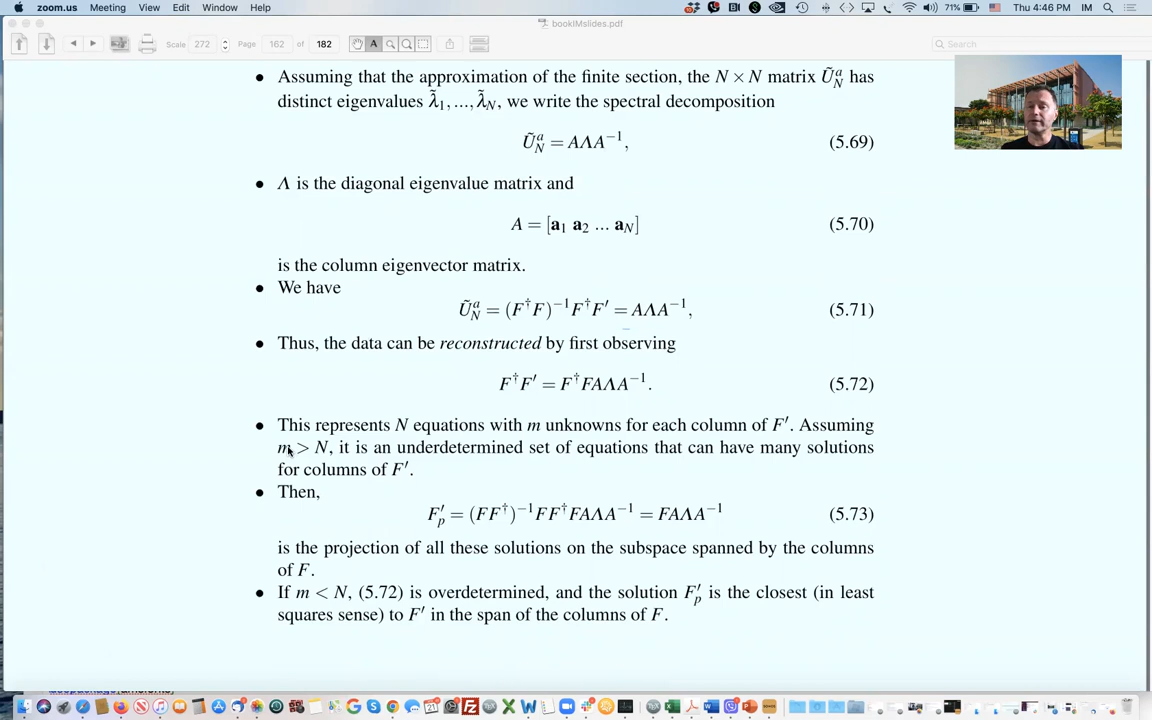 zoom.us Meeting View Edit Window Help 71% Thu 4:46 PM IM
bookIMslides.pdf
Scale 272 Page 162 of 182 Search
• Assuming that the approximation of the finite section, the N × N matrix Ũ_N^a has
distinct eigenvalues λ̃₁,...,λ̃_N, we write the spectral decomposition
Ũ_N^a = AΛA⁻¹, (5.69)
• Λ is the diagonal eigenvalue matrix and
A = [a₁ a₂ ... a_N] (5.70)
is the column eigenvector matrix.
• We have
Ũ_N^a = (F†F)⁻¹F†F′ = AΛA⁻¹, (5.71)
• Thus, the data can be reconstructed by first observing
F†F′ = F†FAΛA⁻¹. (5.72)
• This represents N equations with m unknowns for each column of F′. Assuming
m > N, it is an underdetermined set of equations that can have many solutions
for columns of F′.
• Then,
F′_p = (FF†)⁻¹FF†FAΛA⁻¹ = FAΛA⁻¹ (5.73)
is the projection of all these solutions on the subspace spanned by the columns
of F.
• If m < N, (5.72) is overdetermined, and the solution F′_p is the closest (in least
squares sense) to F′ in the span of the columns of F.